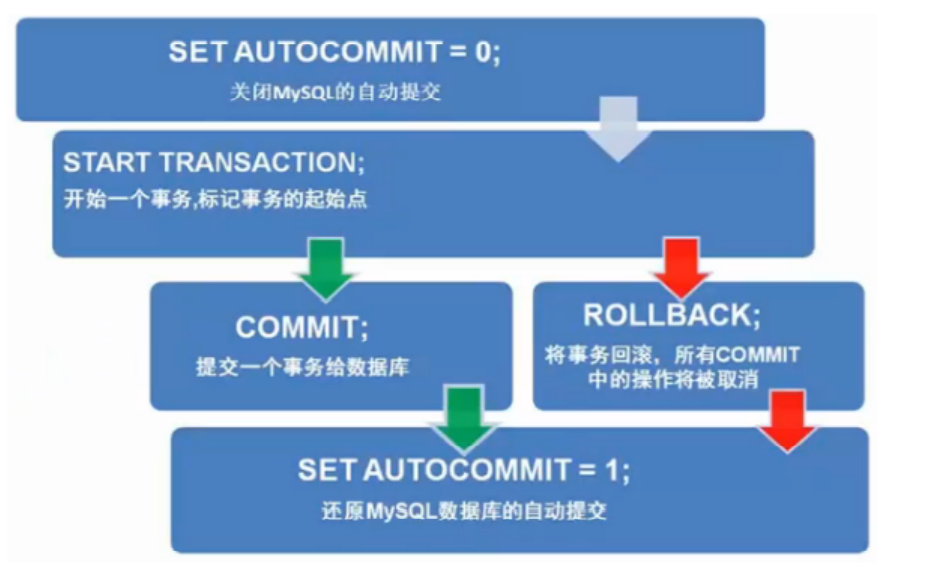 SET AUTOCOMMIT = 0;
关闭MySQL的自动提交
START TRANSACTION;
开始一个事务,标记事务的起始点
COMMIT;
提交一个事务给数据库
ROLLBACK;
将事务回滚，所有COMMIT
中的操作将被取消
SET AUTOCOMMIT = 1;
还原MySQL数据库的自动提交